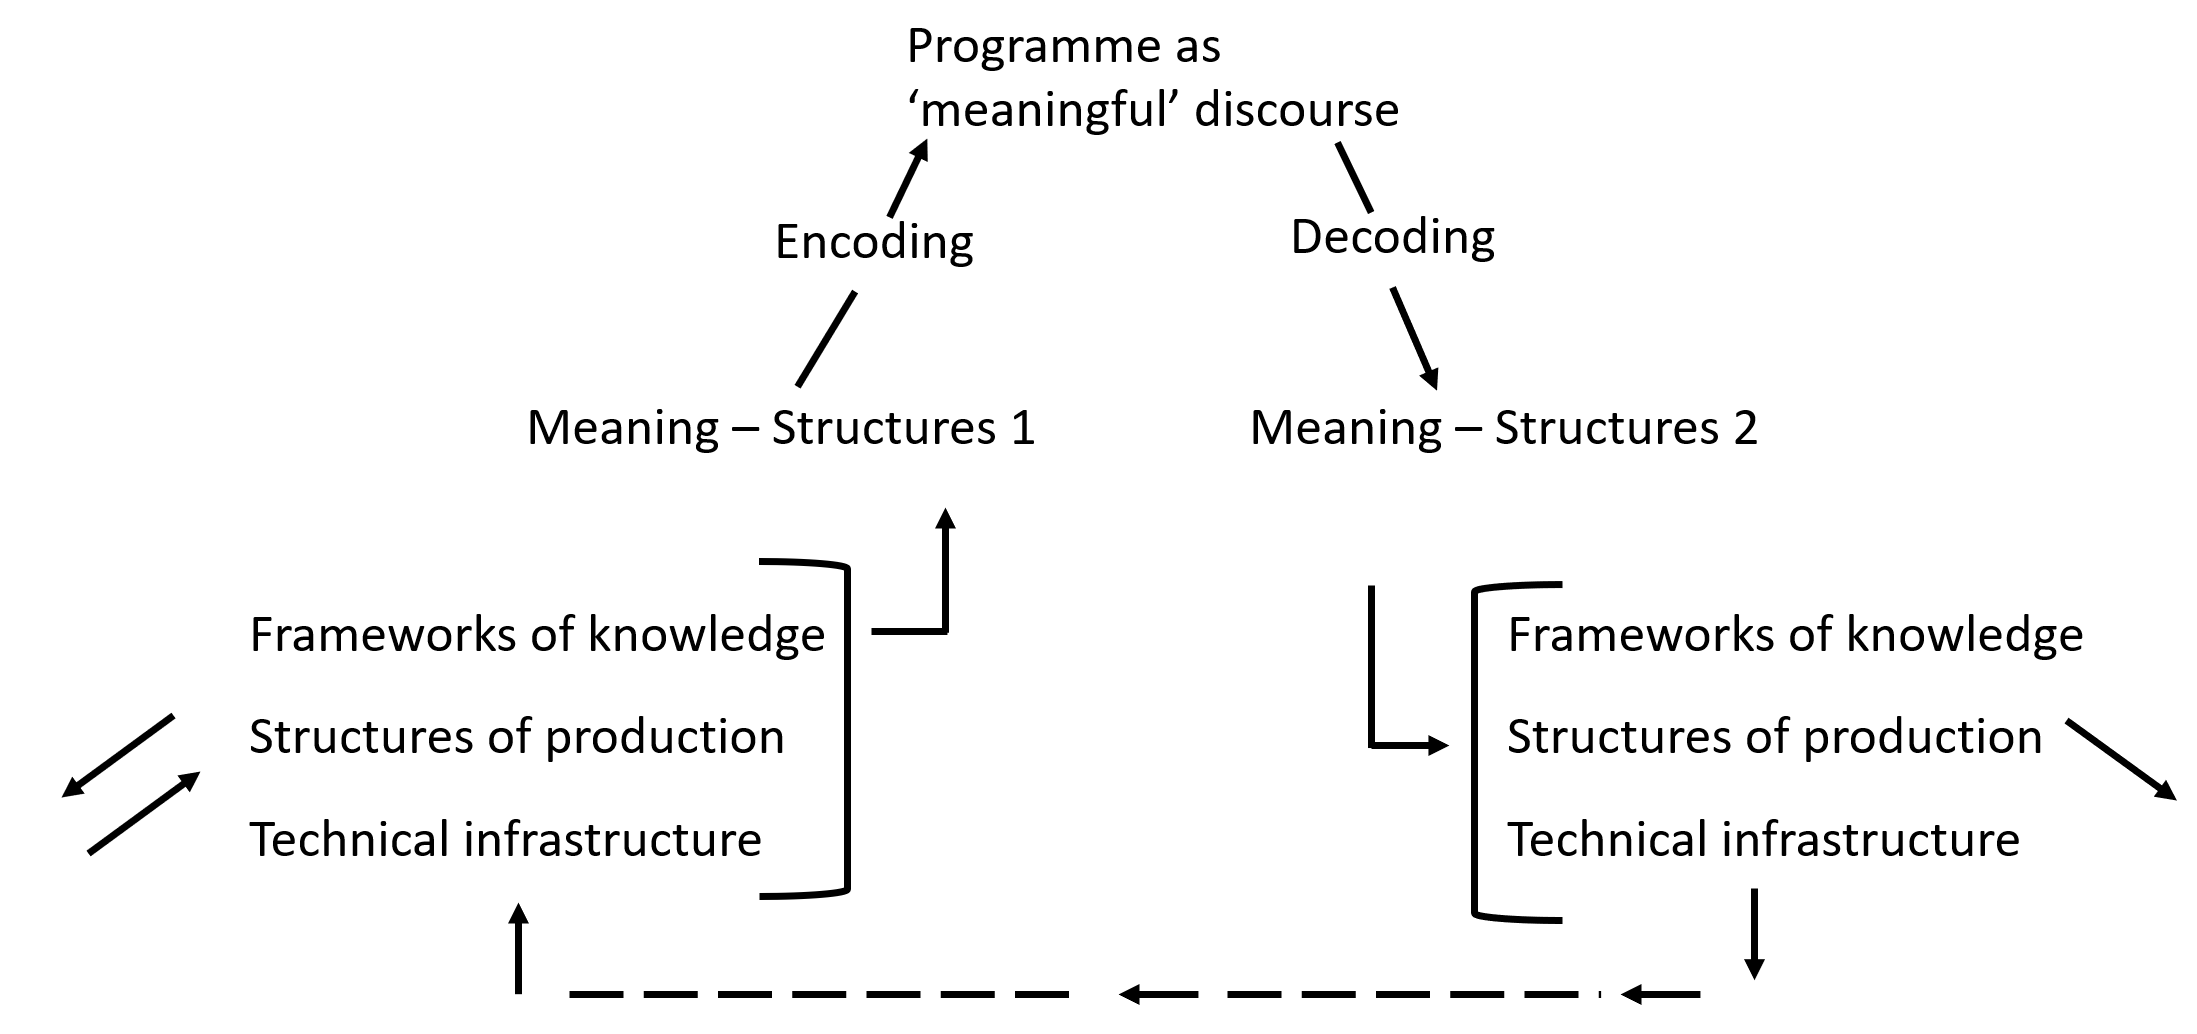 Programme as
‘meaningful’ discourse
Encoding
Decoding
Meaning – Structures 1
Meaning – Structures 2
Frameworks of knowledge
Structures of production
Technical infrastructure
Frameworks of knowledge
Structures of production
Technical infrastructure